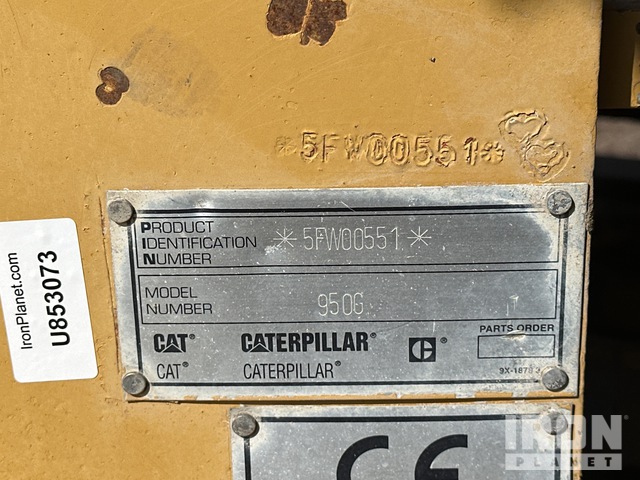 *5FW00551*
PRODUCT
IDENTIFICATION
NUMBER
*5FW00551*
MODEL
NUMBER
950G
CAT® CATERPILLAR® C
PARTS ORDER
CAT® CATERPILLAR®
IronPlanet.com
U853073
CE
IRON
PLANET